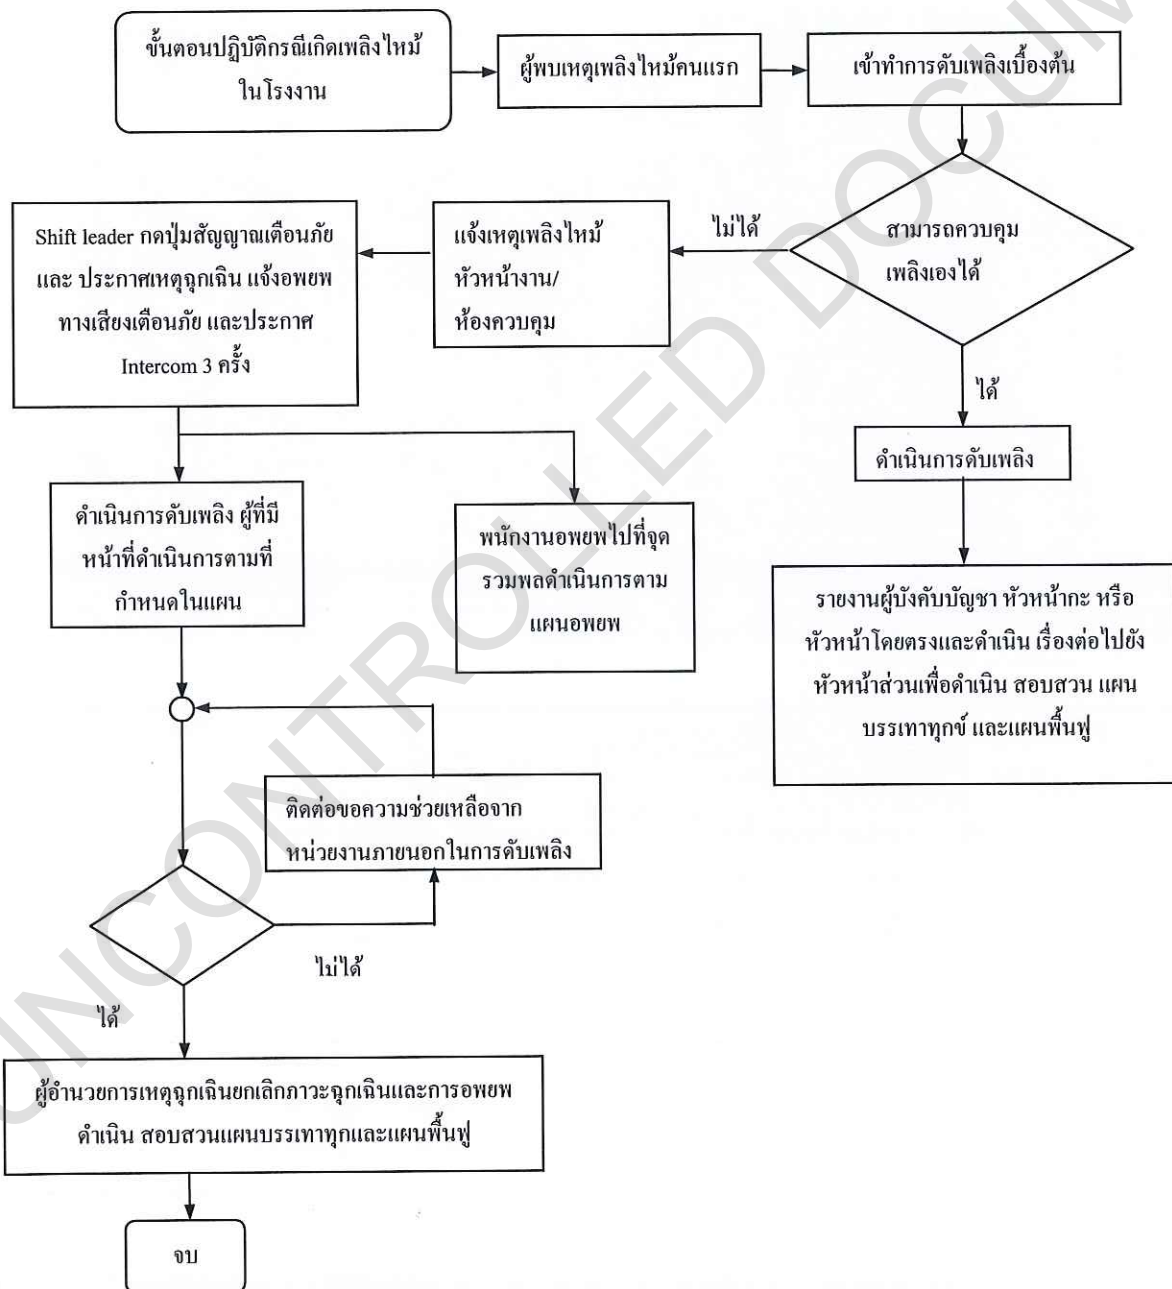 ขั้นตอนปฏิบัติกรณีเกิดเพลิงไหม้
ในโรงงาน
ผู้พบเหตุเพลิงไหม้คนแรก
เข้าทำการดับเพลิงเบื้องต้น
สามารถควบคุม
เพลิงเองได้
ไม่ได้
แจ้งเหตุเพลิงไหม้
หัวหน้างาน/
ห้องควบคุม
Shift leader กดปุ่มสัญญาณเตือนภัย
และ ประกาศเหตุฉุกเฉิน แจ้งอพยพ
ทางเสียงเตือนภัย และประกาศ
Intercom 3 ครั้ง
ได้
ดำเนินการดับเพลิง
รายงานผู้บังคับบัญชา หัวหน้ากะ หรือ
หัวหน้าโดยตรงและดำเนิน เรื่องต่อไปยัง
หัวหน้าส่วนเพื่อดำเนิน สอบสวน แผน
บรรเทาทุกข์ และแผนพื้นฟู
ดำเนินการดับเพลิง ผู้ที่มี
หน้าที่ดำเนินการตามที่
กำหนดในแผน
พนักงานอพยพไปที่จุด
รวมพลดำเนินการตาม
แผนอพยพ
ติดต่อขอความช่วยเหลือจาก
หน่วยงานภายนอกในการดับเพลิง
ไม่ได้
ได้
ผู้อำนวยการเหตุฉุกเฉินยกเลิกภาวะฉุกเฉินและการอพยพ
ดำเนิน สอบสวนแผนบรรเทาทุกและแผนพื้นฟู
จบ
UNCONTROLLED DOCUM